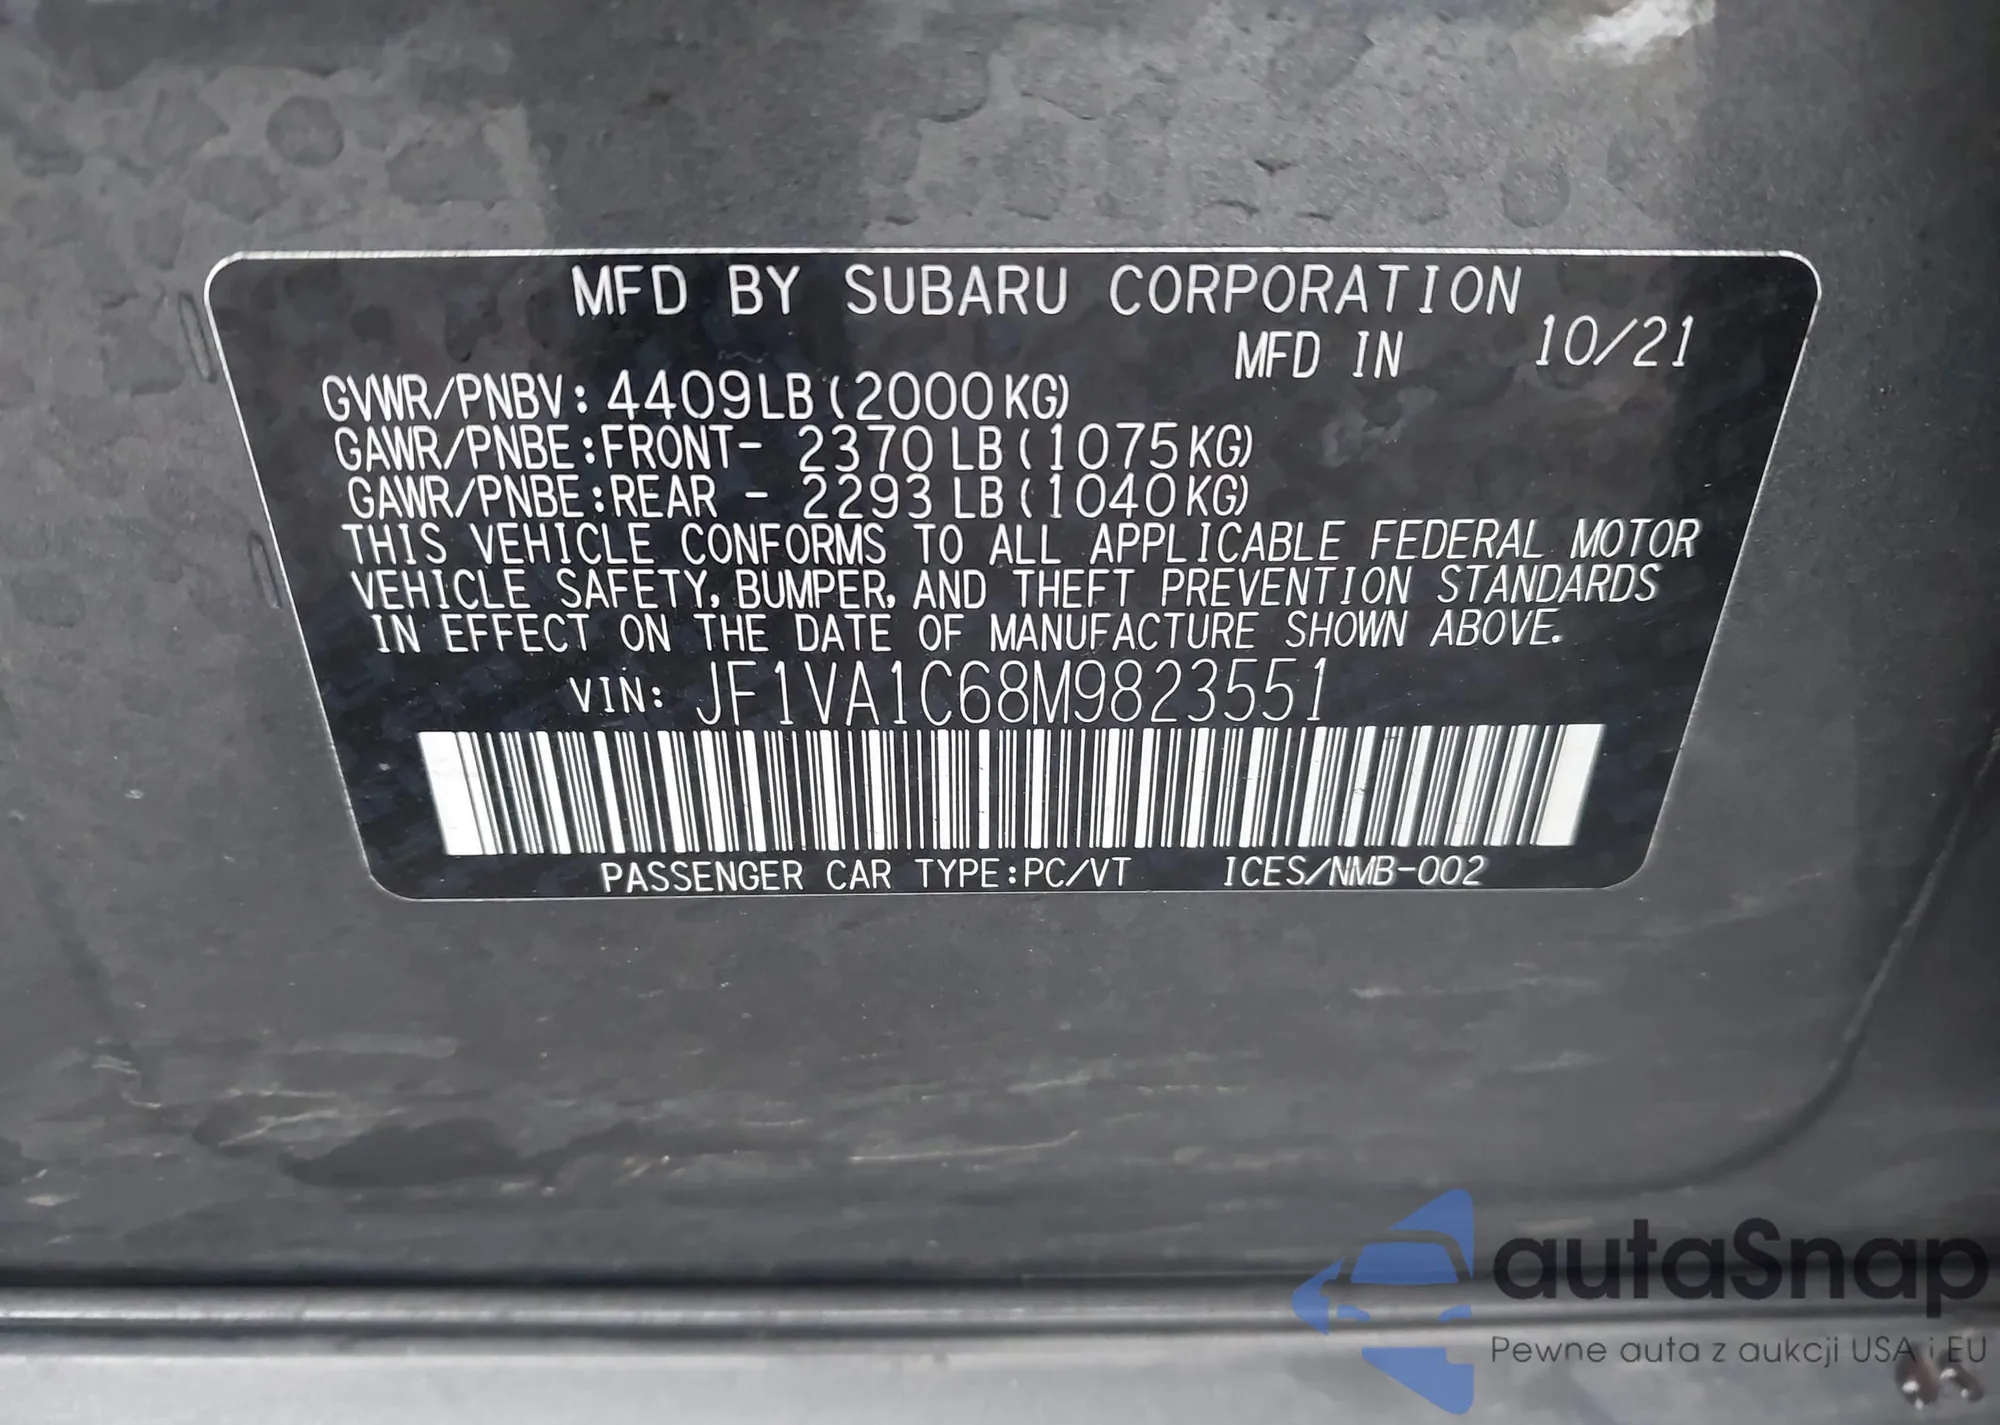 MFD BY SUBARU CORPORATION
MFD IN 10/21
GVWR/PNBV: 4409LB (2000KG)
GAWR/PNBE:FRONT- 2370 LB (1075KG)
GAWR/PNBE:REAR - 2293 LB (1040KG)
THIS VEHICLE CONFORMS TO ALL APPLICABLE FEDERAL MOTOR
VEHICLE SAFETY, BUMPER, AND THEFT PREVENTION STANDARDS
IN EFFECT ON THE DATE OF MANUFACTURE SHOWN ABOVE.
VIN: JF1VA1C68M9823551
PASSENGER CAR TYPE:PC/VT ICES/NMB-002
autaSnap
Pewne auta z aukcji USA i EU